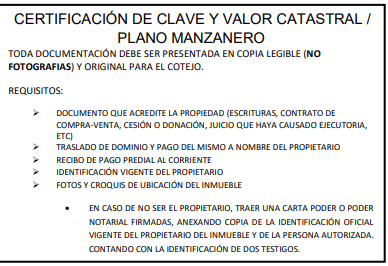 CERTIFICACIÓN DE CLAVE Y VALOR CATASTRAL /
PLANO MANZANERO
TODA DOCUMENTACIÓN DEBE SER PRESENTADA EN COPIA LEGIBLE (NO
FOTOGRAFIAS) Y ORIGINAL PARA EL COTEJO.
REQUISITOS:
➢ DOCUMENTO QUE ACREDITE LA PROPIEDAD (ESCRITURAS, CONTRATO DE
COMPRA-VENTA, CESIÓN O DONACIÓN, JUICIO QUE HAYA CAUSADO EJECUTORIA,
ETC)
➢ TRASLADO DE DOMINIO Y PAGO DEL MISMO A NOMBRE DEL PROPIETARIO
➢ RECIBO DE PAGO PREDIAL AL CORRIENTE
➢ IDENTIFICACIÓN VIGENTE DEL PROPIETARIO
➢ FOTOS Y CROQUIS DE UBICACIÓN DEL INMUEBLE
• EN CASO DE NO SER EL PROPIETARIO, TRAER UNA CARTA PODER O PODER
NOTARIAL FIRMADAS, ANEXANDO COPIA DE LA IDENTIFICACIÓN OFICIAL
VIGENTE DEL PROPIETARIO DEL INMUEBLE Y DE LA PERSONA AUTORIZADA.
CONTANDO CON LA IDENTIFICACIÓN DE DOS TESTIGOS.